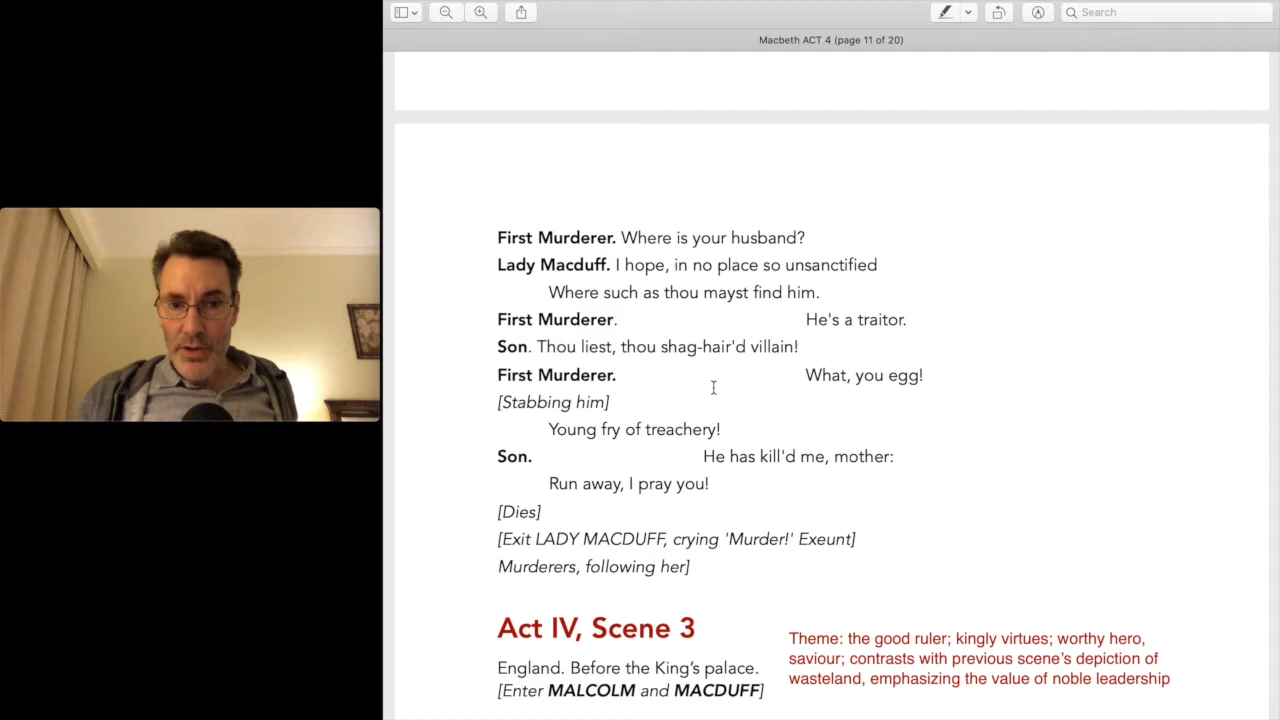 Search
Macbeth ACT 4 (page 11 of 20)
First Murderer. Where is your husband?
Lady Macduff. I hope, in no place so unsanctified
Where such as thou mayst find him.
First Murderer. He's a traitor.
Son. Thou liest, thou shag-hair'd villain!
First Murderer. What, you egg!
[Stabbing him]
Young fry of treachery!
Son. He has kill'd me, mother:
Run away, I pray you!
[Dies]
[Exit LADY MACDUFF, crying 'Murder!' Exeunt]
Murderers, following her]
Act IV, Scene 3
England. Before the King's palace.
[Enter MALCOLM and MACDUFF]
Theme: the good ruler; kingly virtues; worthy hero,
saviour; contrasts with previous scene's depiction of
wasteland, emphasizing the value of noble leadership